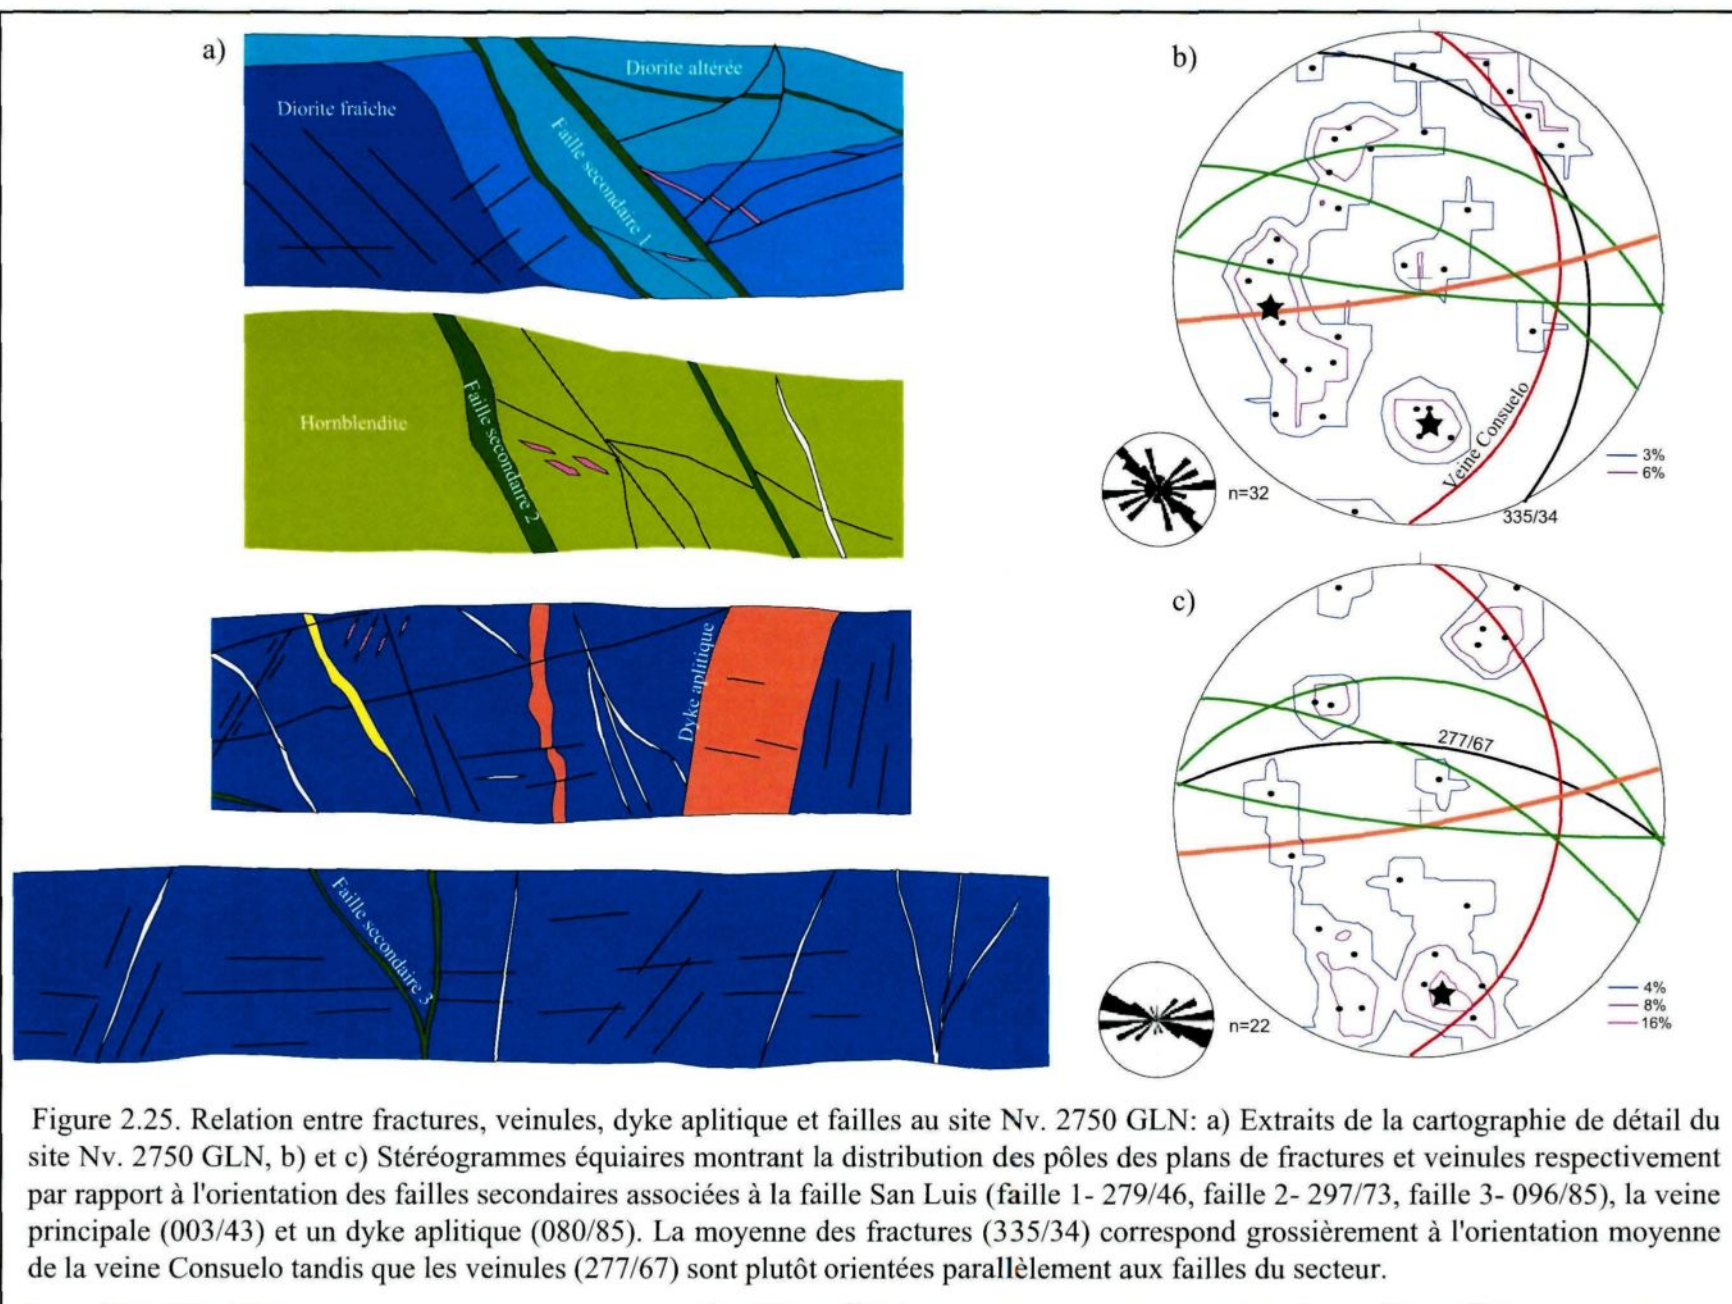 a)
Diorite altérée
Diorite fraîche
Faille secondaire 1
Hornblendite
Faille secondaire 2
Dyke aplitique
Faille secondaire 3
b)
Veine Consuelo
335/34
3%
6%
n=32
c)
277/67
4%
8%
16%
n=22
Figure 2.25. Relation entre fractures, veinules, dyke aplitique et failles au site Nv. 2750 GLN: a) Extraits de la cartographie de détail du
site Nv. 2750 GLN, b) et c) Stéréogrammes équiaires montrant la distribution des pôles des plans de fractures et veinules respectivement
par rapport à l'orientation des failles secondaires associées à la faille San Luis (faille 1- 279/46, faille 2- 297/73, faille 3- 096/85), la veine
principale (003/43) et un dyke aplitique (080/85). La moyenne des fractures (335/34) correspond grossièrement à l'orientation moyenne
de la veine Consuelo tandis que les veinules (277/67) sont plutôt orientées parallèlement aux failles du secteur.